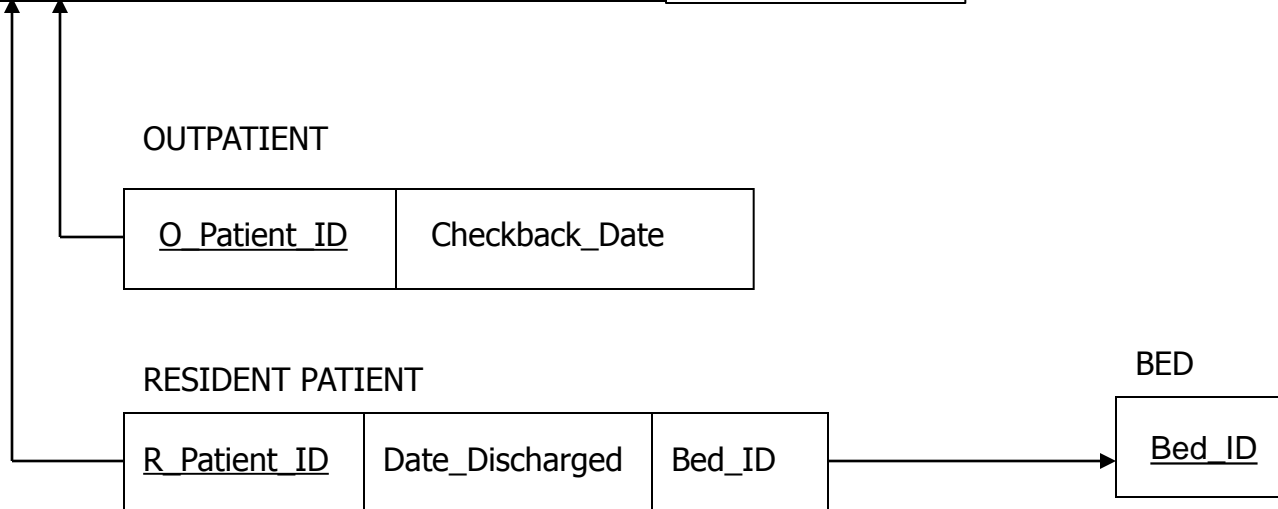 OUTPATIENT
O_Patient_ID Checkback_Date
RESIDENT PATIENT
BED
R_Patient_ID Date_Discharged Bed_ID
Bed_ID